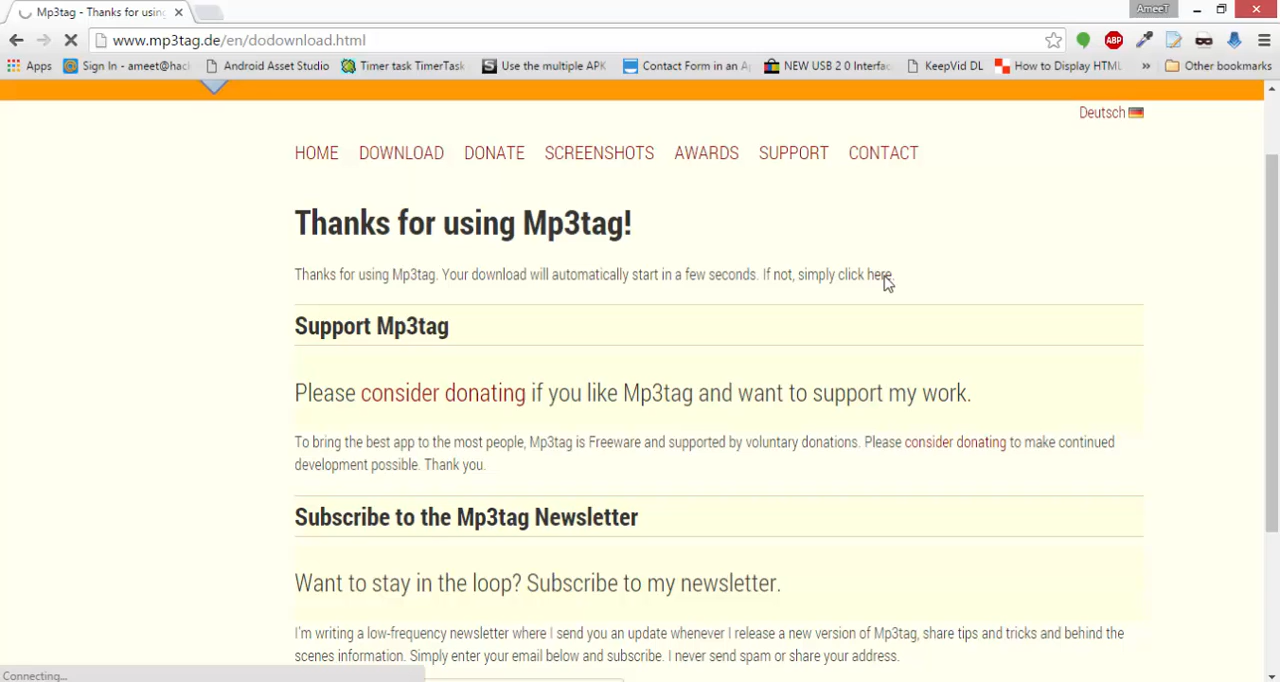 Mp3tag - Thanks for using
AmeeT
www.mp3tag.de/en/dodownload.html
ABP
Apps Sign In - ameet@hac Android Asset Studio Timer task TimerTask S Use the multiple APK Contact Form in an A NEW USB 2 0 Interfac KeepVid DL How to Display HTML » Other bookmarks
Deutsch
HOME DOWNLOAD DONATE SCREENSHOTS AWARDS SUPPORT CONTACT
Thanks for using Mp3tag!
Thanks for using Mp3tag. Your download will automatically start in a few seconds. If not, simply click here.
Support Mp3tag
Please consider donating if you like Mp3tag and want to support my work.
To bring the best app to the most people, Mp3tag is Freeware and supported by voluntary donations. Please consider donating to make continued
development possible. Thank you.
Subscribe to the Mp3tag Newsletter
Want to stay in the loop? Subscribe to my newsletter.
I'm writing a low-frequency newsletter where I send you an update whenever I release a new version of Mp3tag, share tips and tricks and behind the
scenes information. Simply enter your email below and subscribe. I never send spam or share your address.
Connecting...